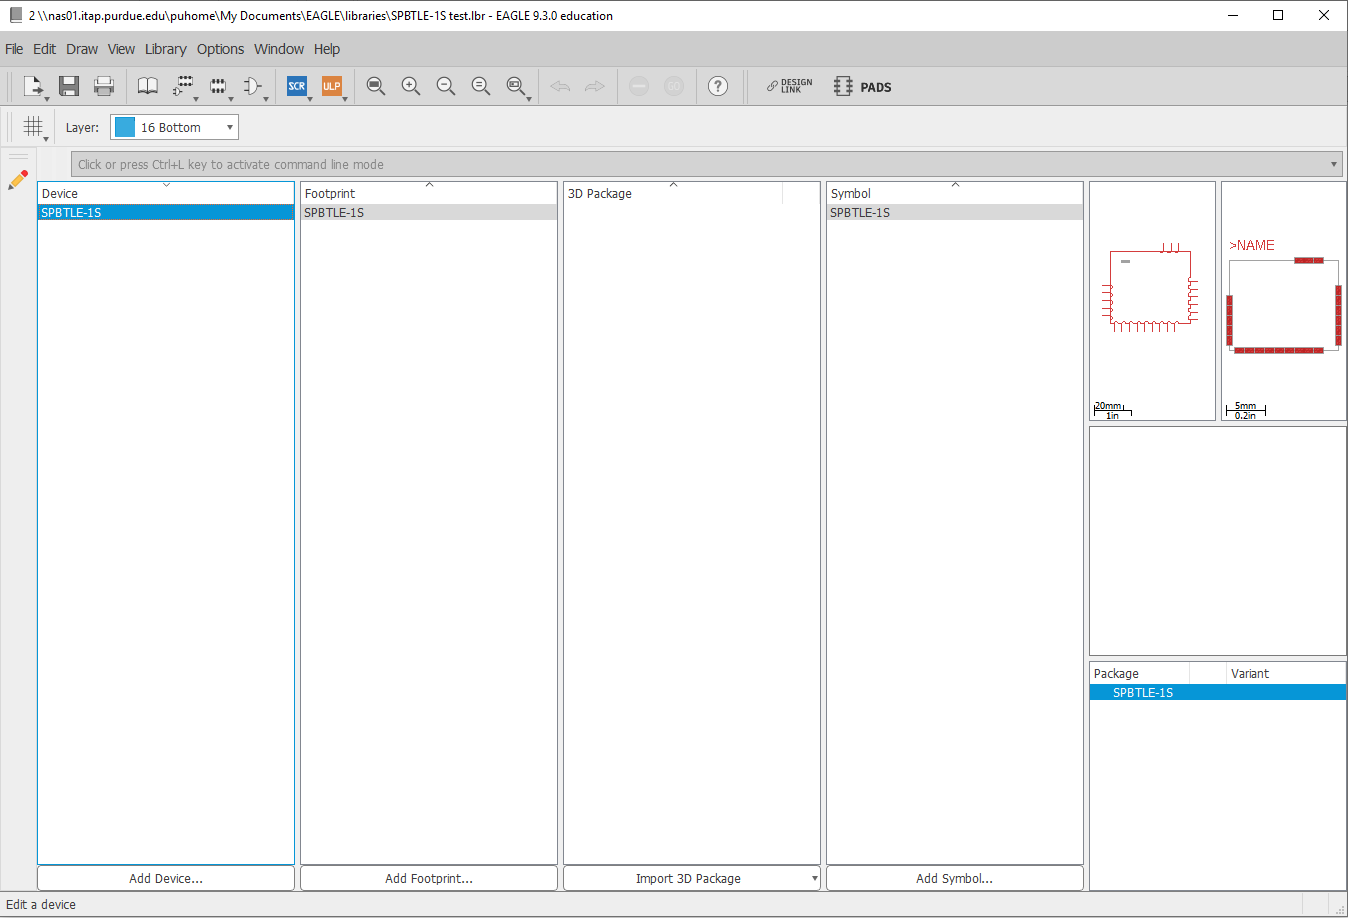 2 \\nas01.itap.purdue.edu\puhome\My Documents\EAGLE\libraries\SPBTLE-1S test.lbr - EAGLE 9.3.0 education
File Edit Draw View Library Options Window Help
SCR ULP DESIGN LINK PADS
Layer: 16 Bottom
Click or press Ctrl+L key to activate command line mode
Device Footprint 3D Package Symbol
SPBTLE-1S SPBTLE-1S SPBTLE-1S
>NAME
20mm 5mm
1in 0.2in
Package Variant
SPBTLE-1S
Add Device... Add Footprint... Import 3D Package Add Symbol...
Edit a device